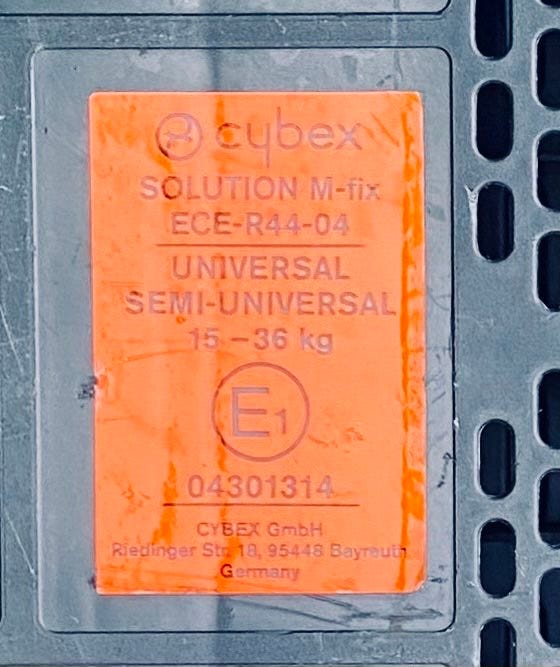 cybex
SOLUTION M-fix
ECE-R44-04
UNIVERSAL
SEMI-UNIVERSAL
15 - 36 kg
E1
04301314
CYBEX GmbH
Riedinger Str. 18, 95448 Bayreuth
Germany